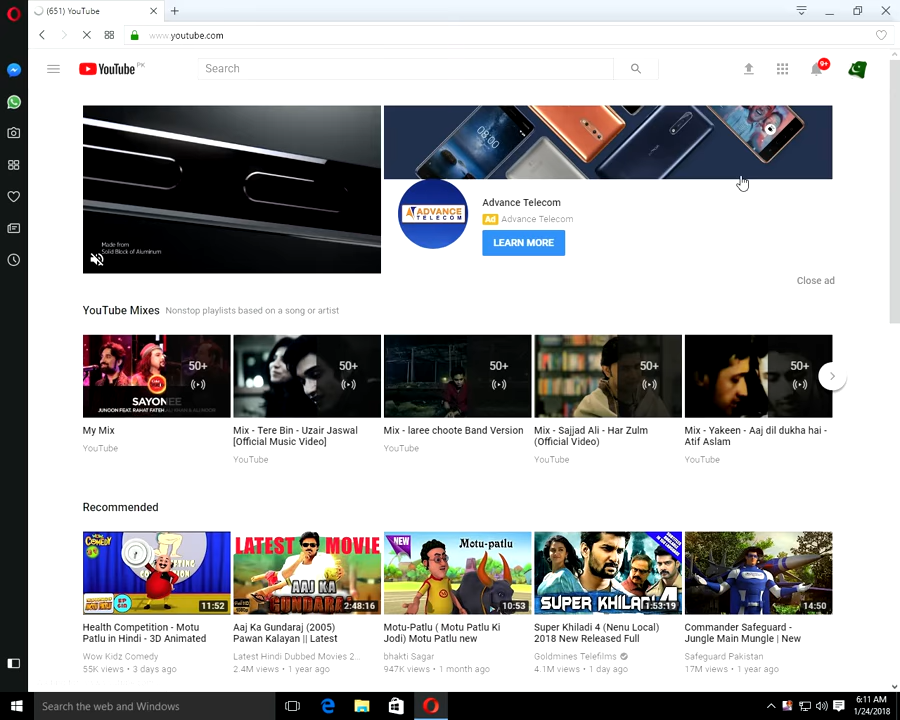 (651) YouTube
www.youtube.com
YouTube PK
Search
9+
08:00
Made from
Solid Block of Aluminum
ADVANCE
TELECOM
Advance Telecom
Ad Advance Telecom
LEARN MORE
Close ad
YouTube Mixes Nonstop playlists based on a song or artist
50+ 50+ 50+ 50+ 50+
SAYONEE
My Mix
YouTube
Mix - Tere Bin - Uzair Jaswal
[Official Music Video]
YouTube
Mix - laree choote Band Version
YouTube
Mix - Sajjad Ali - Har Zulm
(Official Video)
YouTube
Mix - Yakeen - Aaj dil dukha hai -
Atif Aslam
YouTube
Recommended
11:52
Health Competition - Motu
Patlu in Hindi - 3D Animated
Wow Kidz Comedy
55K views • 3 days ago
LATEST MOVIE
AAJ KA
GUNDARAJ
2:48:16
Aaj Ka Gundaraj (2005)
Pawan Kalayan || Latest
Latest Hindi Dubbed Movies 2...
2.4M views • 1 year ago
NEW
Motu-patlu
10:53
Motu-Patlu ( Motu Patlu Ki
Jodi) Motu Patlu new
bhakti Sagar
947K views • 1 month ago
SUPER KHILADI 4
1:53:19
Super Khiladi 4 (Nenu Local)
2018 New Released Full
Goldmines Telefilms
4.1M views • 1 day ago
14:50
Commander Safeguard -
Jungle Main Mungle | New
Safeguard Pakistan
17M views • 1 year ago
Search the web and Windows
6:11 AM
1/24/2018